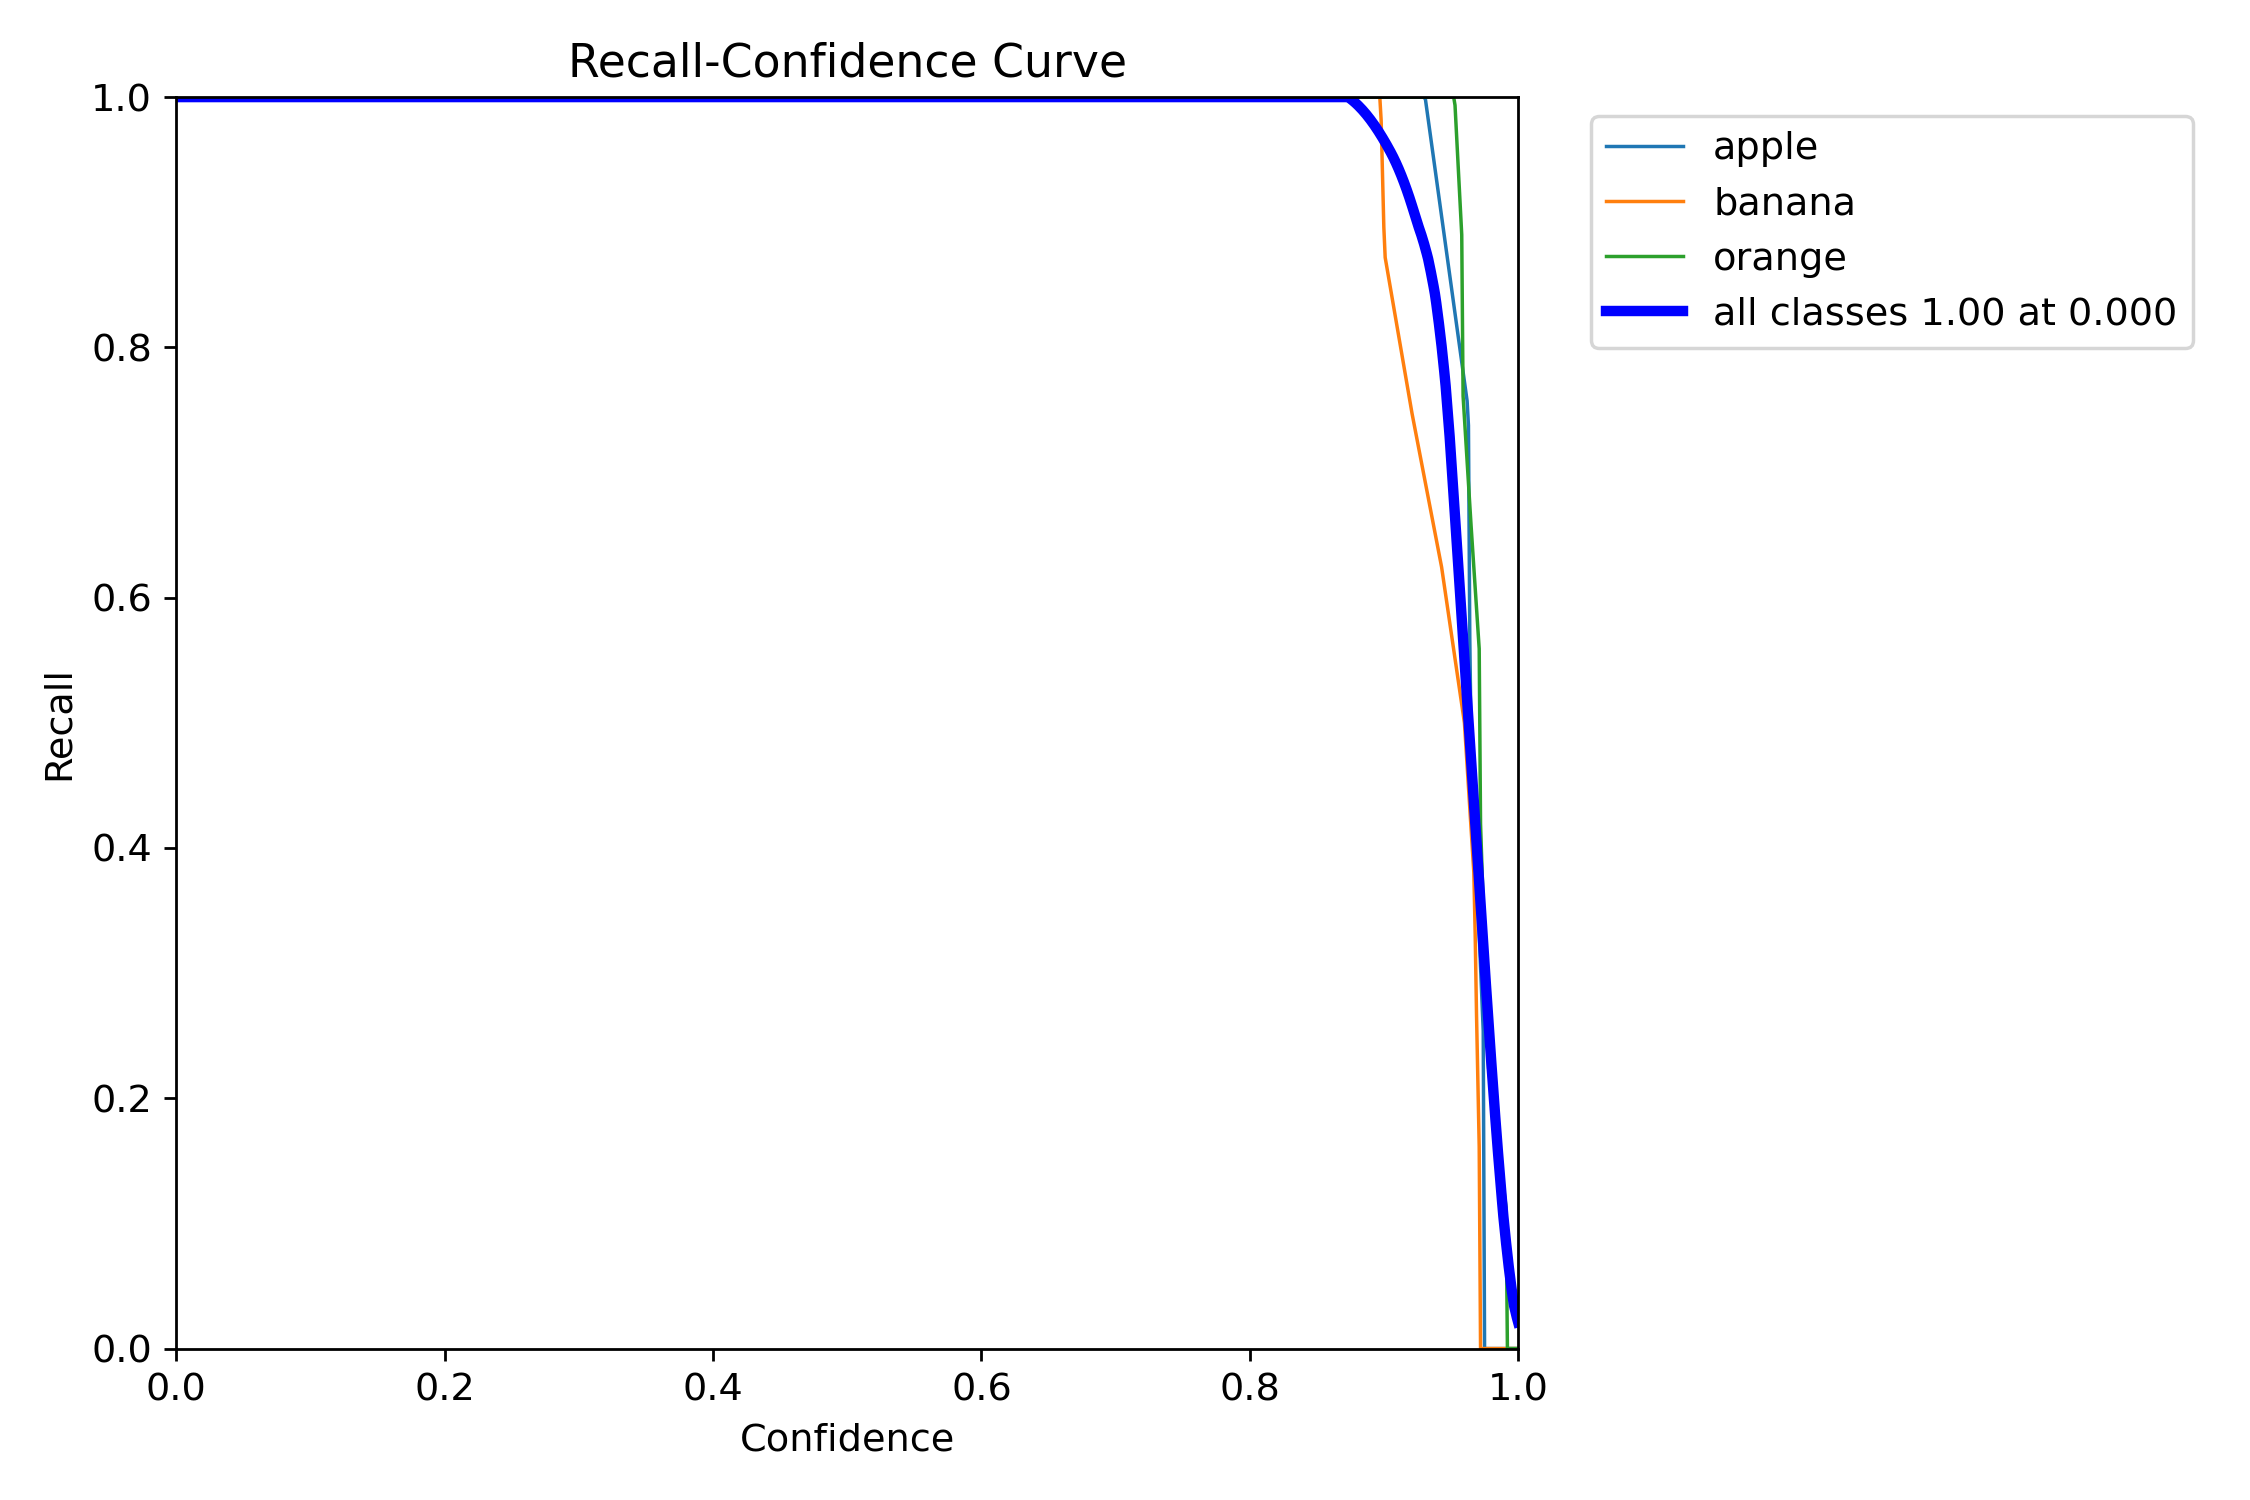 Recall-Confidence Curve
1.0
0.8
0.6
0.4
0.2
0.0
Recall
0.0 0.2 0.4 0.6 0.8 1.0
Confidence
apple
banana
orange
all classes 1.00 at 0.000